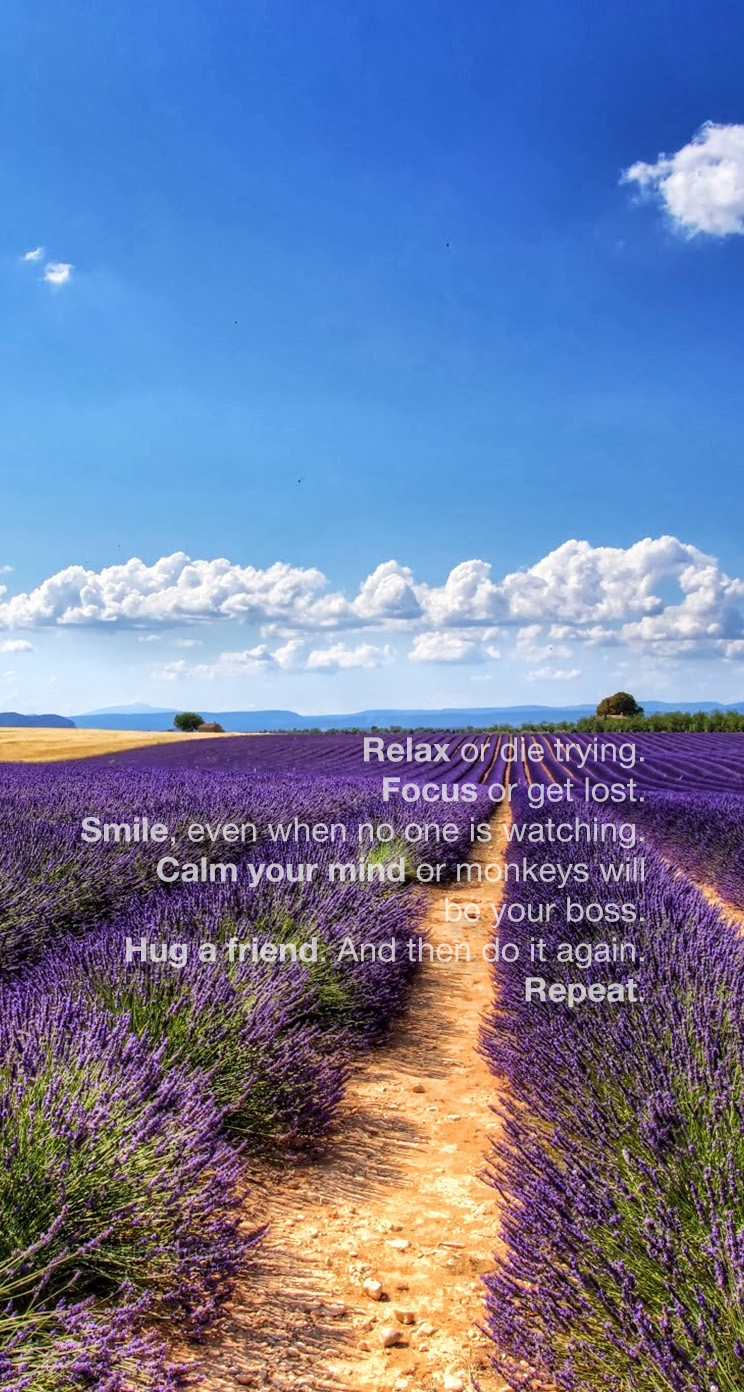 Relax or die trying.
Focus or get lost.
Smile, even when no one is watching.
Calm your mind or monkeys will
be your boss.
Hug a friend. And then do it again.
Repeat.